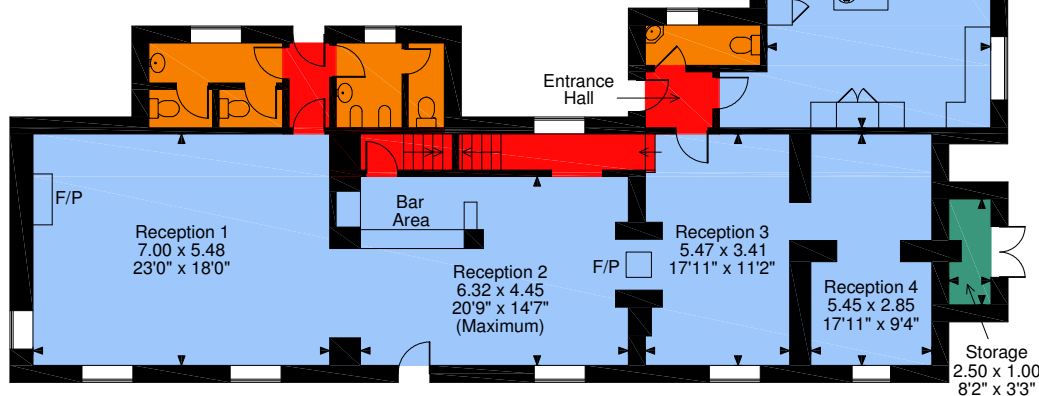 Entrance
Hall
F/P
Bar
Area
Reception 1
7.00 x 5.48
23'0" x 18'0"
Reception 2
6.32 x 4.45
20'9" x 14'7"
(Maximum)
Reception 3
5.47 x 3.41
17'11" x 11'2"
F/P
Reception 4
5.45 x 2.85
17'11" x 9'4"
Storage
2.50 x 1.00
8'2" x 3'3"